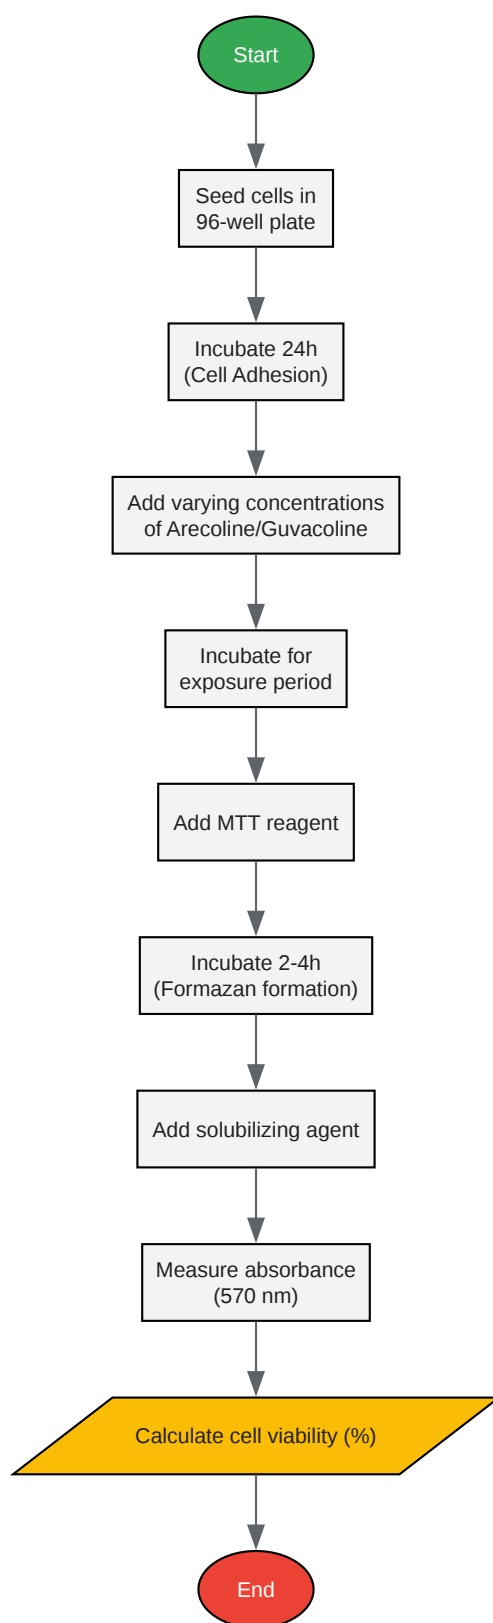 Start
Seed cells in
96-well plate
Incubate 24h
(Cell Adhesion)
Add varying concentrations
of Arecoline/Guvacoline
Incubate for
exposure period
Add MTT reagent
Incubate 2-4h
(Formazan formation)
Add solubilizing agent
Measure absorbance
(570 nm)
Calculate cell viability (%)
End